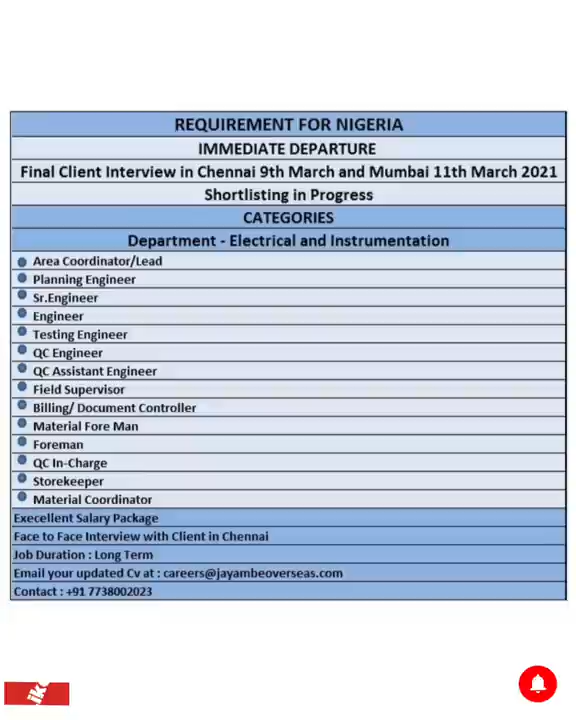 REQUIREMENT FOR NIGERIA
IMMEDIATE DEPARTURE
Final Client Interview in Chennai 9th March and Mumbai 11th March 2021
Shortlisting in Progress
CATEGORIES
Department - Electrical and Instrumentation
Area Coordinator/Lead
Planning Engineer
Sr.Engineer
Engineer
Testing Engineer
QC Engineer
QC Assistant Engineer
Field Supervisor
Billing/ Document Controller
Material Fore Man
Foreman
QC In-Charge
Storekeeper
Material Coordinator
Execellent Salary Package
Face to Face Interview with Client in Chennai
Job Duration : Long Term
Email your updated Cv at : careers@jayambeoverseas.com
Contact : +91 7738002023